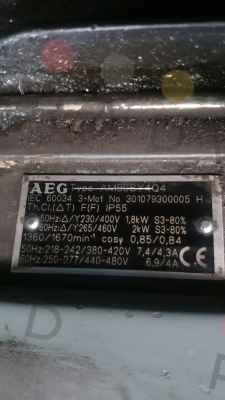 AEG Type AM90SY4Q4
IEC 60034 3-Mot No 301079300005 H
Th.Cl.(ΔT) F(F) IP55
50Hz:Δ/Y230/400V 1,8kW S3-80%
60Hz:Δ/Y265/460V 2kW S3-80%
1360/1670min⁻¹ cosφ 0,85/0,84
50Hz:218-242/380-420V 7,4/4,3A
60Hz:250-277/440-480V 6,9/4A
CE